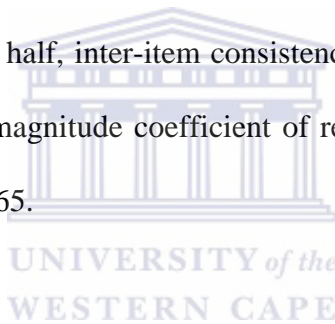 half, inter-item consistenc
magnitude coefficient of re
65.
UNIVERSITY of the
WESTERN CAPE